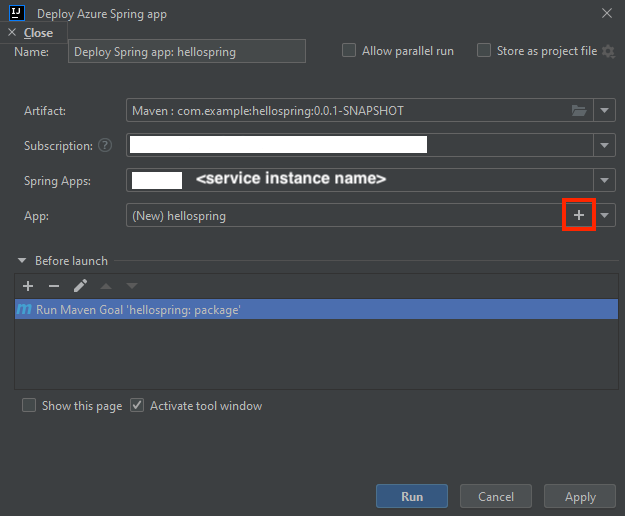 IJ Deploy Azure Spring app
× Close
Name: Deploy Spring app: hellospring Allow parallel run Store as project file
Artifact: Maven : com.example:hellospring:0.0.1-SNAPSHOT
Subscription: ?
Spring Apps: <service instance name>
App: (New) hellospring +
Before launch
m Run Maven Goal 'hellospring: package'
Show this page Activate tool window
Run Cancel Apply